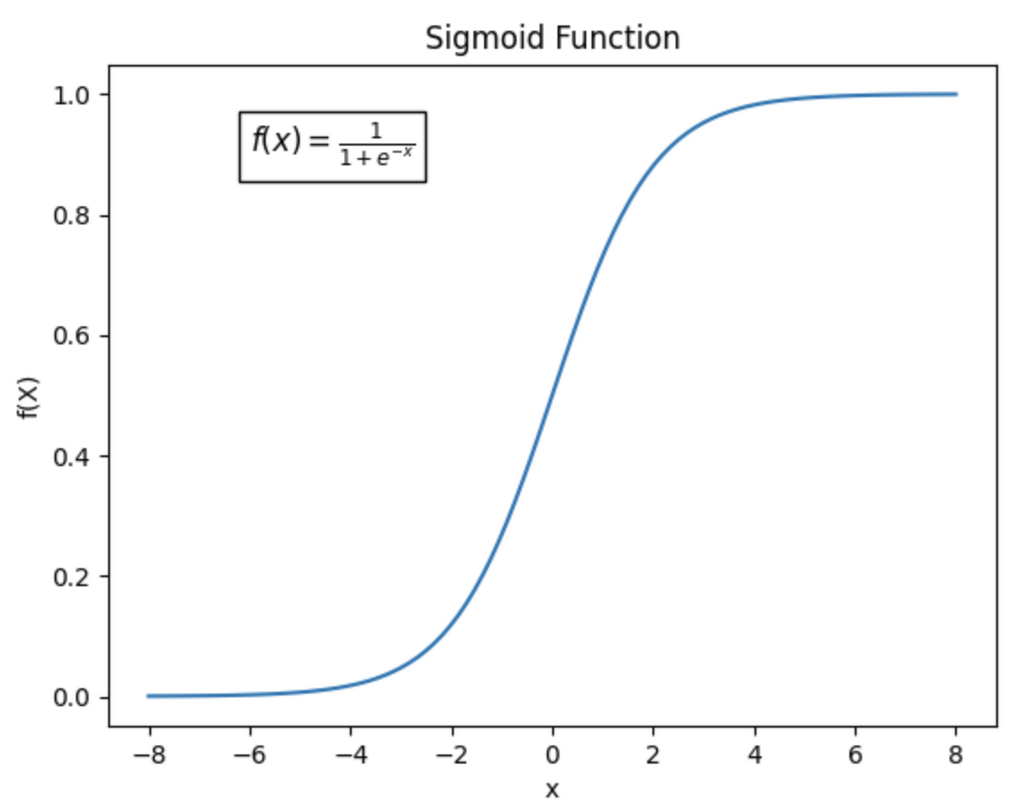 Sigmoid Function
f(x) = 1/(1 + e^{-x})
1.0
0.8
0.6
0.4
0.2
0.0
f(X)
−8 −6 −4 −2 0 2 4 6 8
x